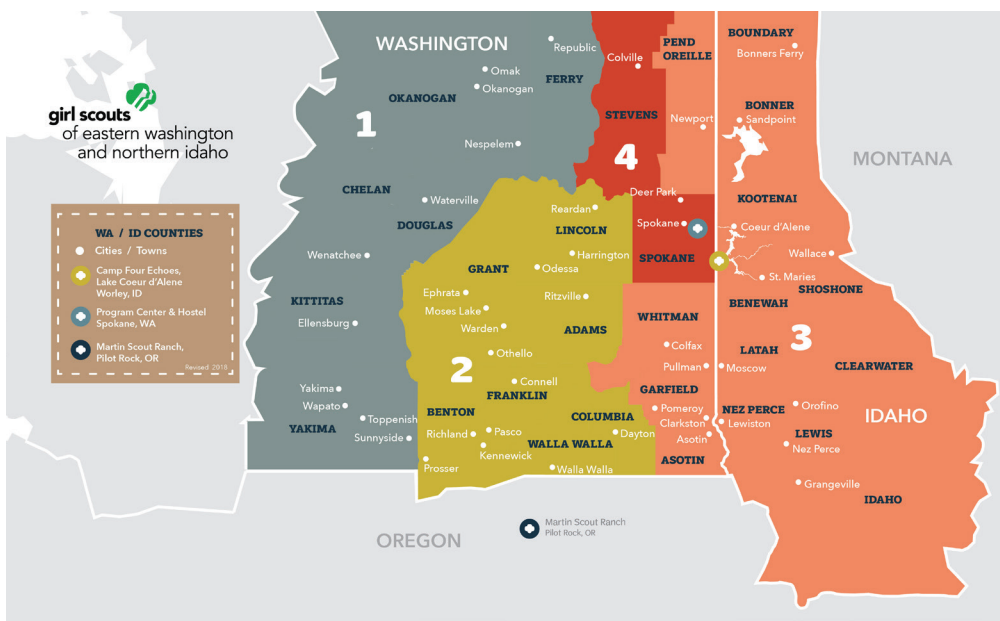 girl scouts
of eastern washington
and northern idaho
WA / ID COUNTIES
Cities / Towns
Camp Four Echoes,
Lake Coeur d'Alene
Worley, ID
Program Center & Hostel
Spokane, WA
Martin Scout Ranch,
Pilot Rock, OR
Revised 2018
WASHINGTON
Republic
Omak
FERRY
Okanogan
OKANOGAN
1
Nespelem
CHELAN
Waterville
DOUGLAS
Wenatchee
KITTITAS
Ellensburg
Yakima
Wapato
Toppenish
YAKIMA
Sunnyside
Colville
STEVENS
4
Deer Park
Spokane
SPOKANE
Reardan
LINCOLN
Harrington
GRANT
Odessa
Ephrata
Ritzville
Moses Lake
Warden
ADAMS
Othello
2
Connell
FRANKLIN
BENTON
COLUMBIA
Richland
Pasco
Dayton
WALLA WALLA
Kennewick
Prosser
Walla Walla
PEND
OREILLE
BOUNDARY
Bonners Ferry
BONNER
Newport
Sandpoint
KOOTENAI
Coeur d'Alene
Wallace
St. Maries
SHOSHONE
BENEWAH
WHITMAN
3
Colfax
LATAH
Pullman
Moscow
CLEARWATER
GARFIELD
Pomeroy
NEZ PERCE
Orofino
IDAHO
Clarkston
Lewiston
Asotin
LEWIS
Nez Perce
ASOTIN
Grangeville
IDAHO
MONTANA
OREGON
Martin Scout Ranch
Pilot Rock, OR